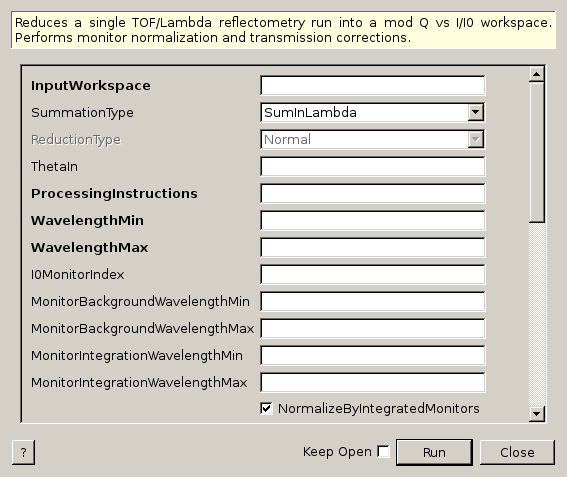 Reduces a single TOF/Lambda reflectometry run into a mod Q vs I/I0 workspace.
Performs monitor normalization and transmission corrections.
InputWorkspace
SummationType SumInLambda
ReductionType Normal
ThetaIn
ProcessingInstructions
WavelengthMin
WavelengthMax
I0MonitorIndex
MonitorBackgroundWavelengthMin
MonitorBackgroundWavelengthMax
MonitorIntegrationWavelengthMin
MonitorIntegrationWavelengthMax
NormalizeByIntegratedMonitors
? Keep Open Run Close